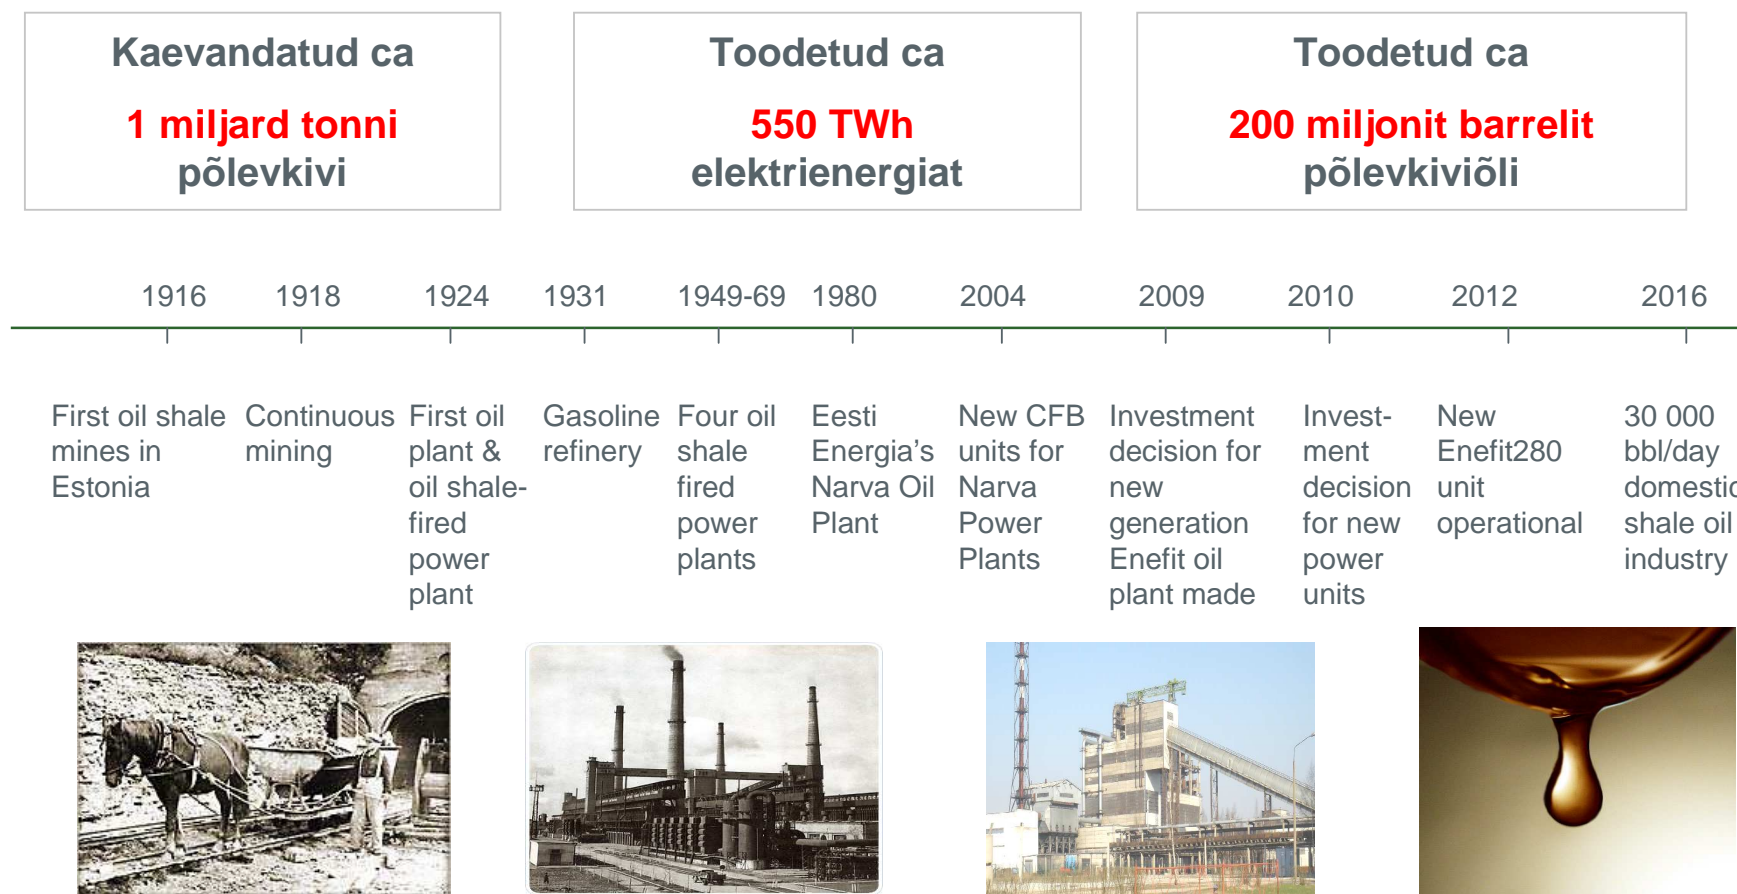 Kaevandatud ca
1 miljard tonni
põlevkivi
Toodetud ca
550 TWh
elektrienergiat
Toodetud ca
200 miljonit barrelit
põlevkiviõli
1916
1918
1924
1931
1949-69
1980
2004
2009
2010
2012
2016
First oil shale
mines in
Estonia
Continuous
mining
First oil
plant &
oil shale-
fired
power
plant
Gasoline
refinery
Four oil
shale
fired
power
plants
Eesti
Energia’s
Narva Oil
Plant
New CFB
units for
Narva
Power
Plants
Investment
decision for
new
generation
Enefit oil
plant made
Invest-
ment
decision
for new
power
units
New
Enefit280
unit
operational
30 000
bbl/day
domestic
shale oil
industry